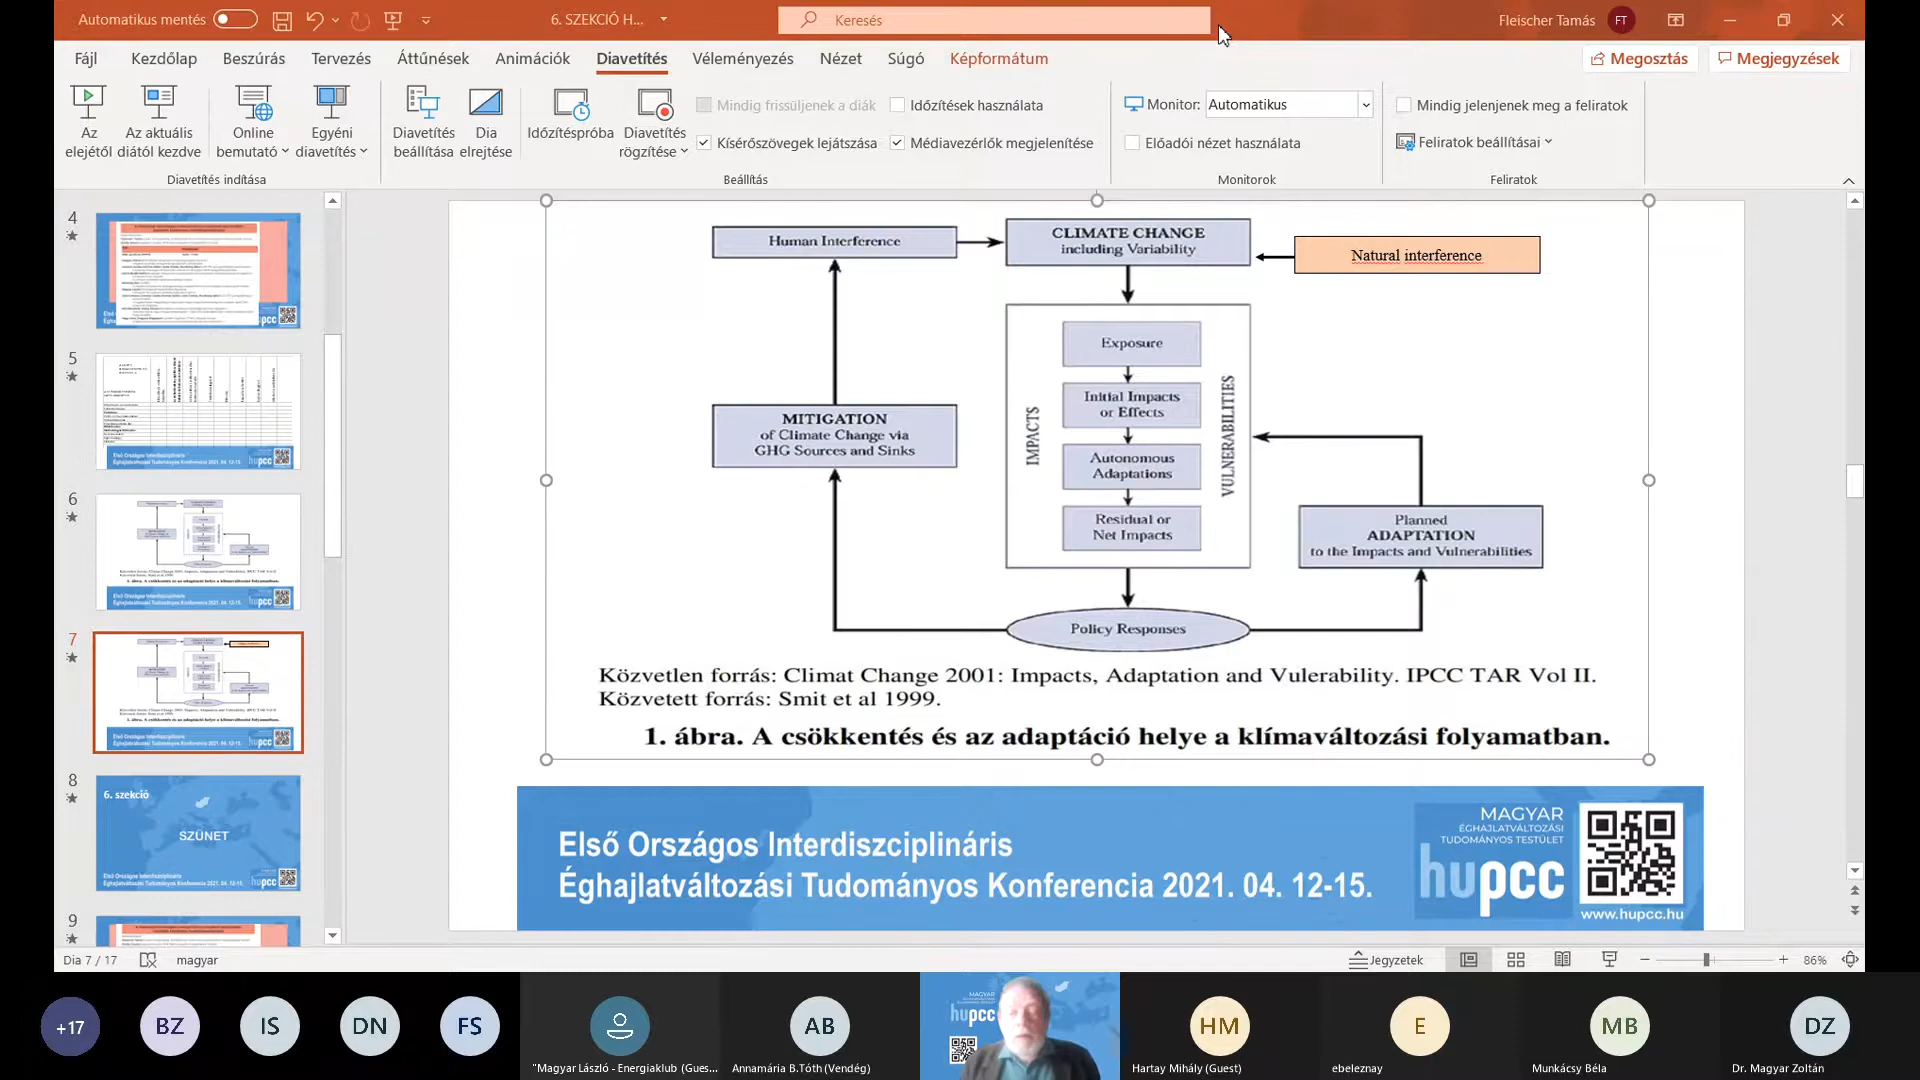 Automatikus mentés
6. SZEKCIÓ H...
Keresés
Fleischer Tamás
FT
Fájl
Kezdőlap
Beszúrás
Tervezés
Áttűnések
Animációk
Diavetítés
Véleményezés
Nézet
Súgó
Képformátum
Megosztás
Megjegyzések
Az elejétől
Az aktuális diától kezdve
Online bemutató
Egyéni diavetítés
Diavetítés indítása
Diavetítés beállítása
Dia elrejtése
Időzítéspróba
Diavetítés rögzítése
Mindig frissüljenek a diák
Időzítések használata
Kísérőszövegek lejátszása
Médiavezérlők megjelenítése
Beállítás
Monitor:
Automatikus
Előadói nézet használata
Monitorok
Mindig jelenjenek meg a feliratok
Feliratok beállításai
Feliratok
4
5
6
7
8
9
6. szekció
SZÜNET
Human Interference
CLIMATE CHANGE
including Variability
Natural interference
Exposure
Initial Impacts
or Effects
Autonomous
Adaptations
Residual or
Net Impacts
IMPACTS
VULNERABILITIES
MITIGATION
of Climate Change via
GHG Sources and Sinks
Planned
ADAPTATION
to the Impacts and Vulnerabilities
Policy Responses
Közvetlen forrás: Climat Change 2001: Impacts, Adaptation and Vulerability. IPCC TAR Vol II.
Közvetett forrás: Smit et al 1999.
1. ábra. A csökkentés és az adaptáció helye a klímaváltozási folyamatban.
Első Országos Interdiszciplináris
Éghajlatváltozási Tudományos Konferencia 2021. 04. 12-15.
MAGYAR
ÉGHAJLATVÁLTOZÁSI
TUDOMÁNYOS TESTÜLET
hupcc
www.hupcc.hu
Dia 7 / 17
magyar
Jegyzetek
86%
+17
BZ
IS
DN
FS
"Magyar László - Energiaklub (Gues...
AB
Annamária B.Tóth (Vendég)
hupcc
HM
Hartay Mihály (Guest)
E
ebeleznay
MB
Munkácsy Béla
DZ
Dr. Magyar Zoltán